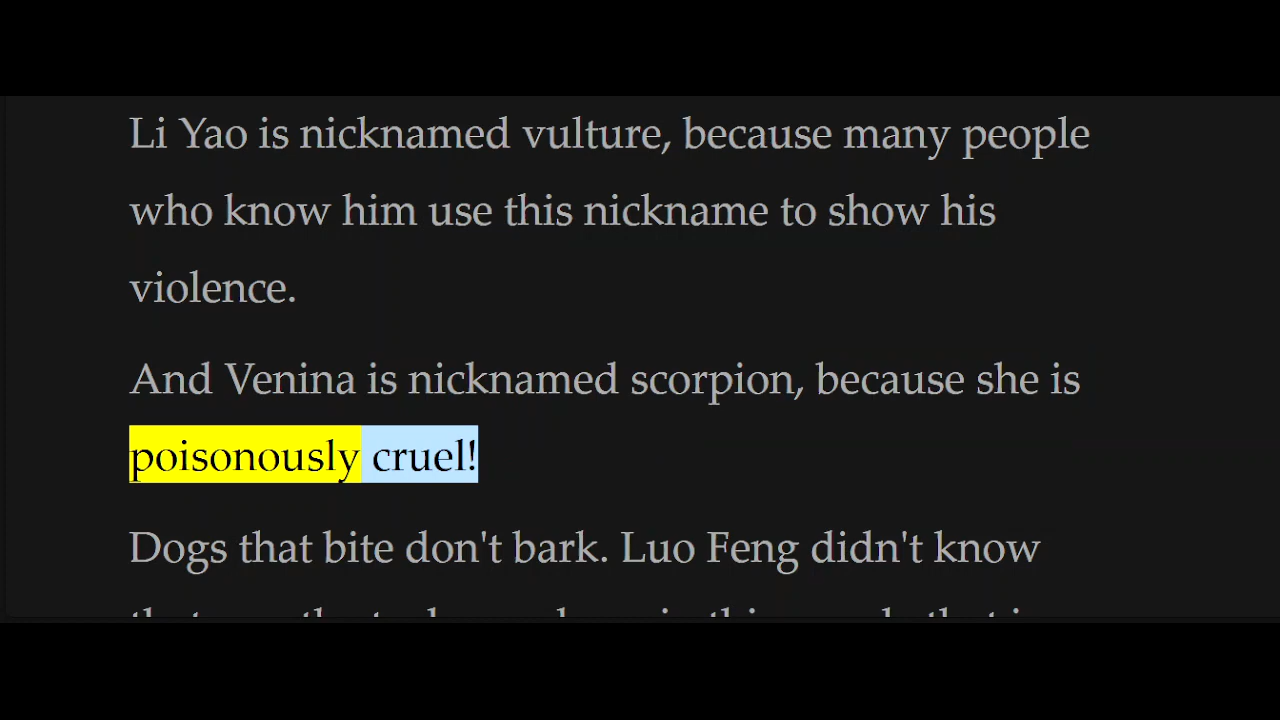 Li Yao is nicknamed vulture, because many people
who know him use this nickname to show his
violence.
And Venina is nicknamed scorpion, because she is
poisonously cruel!
Dogs that bite don't bark. Luo Feng didn't know